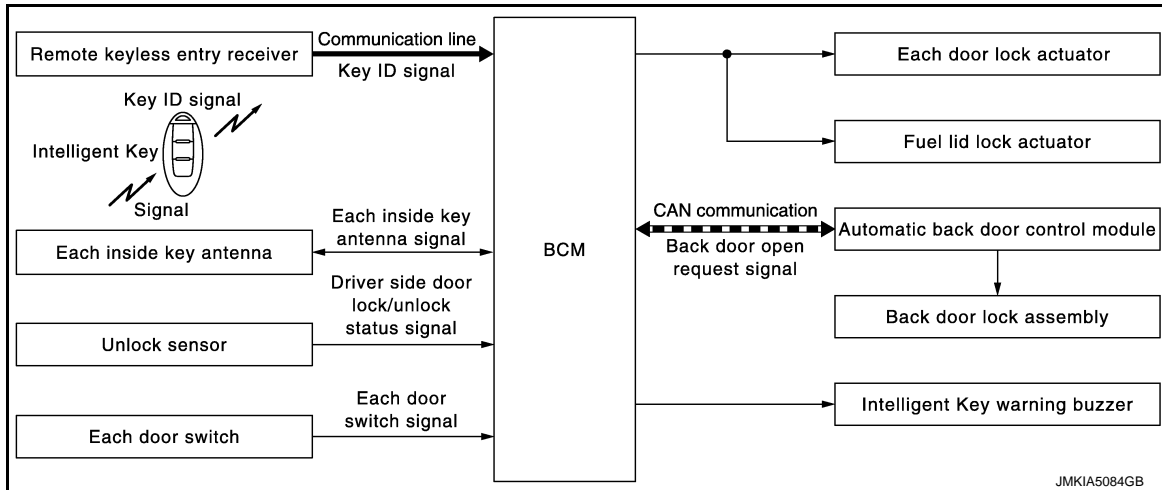 Remote keyless entry receiver
Communication line
Key ID signal
Key ID signal
Intelligent Key
Signal
Each inside key antenna
Each inside key
antenna signal
Driver side door
lock/unlock
status signal
Unlock sensor
Each door
switch signal
Each door switch
BCM
Each door lock actuator
Fuel lid lock actuator
CAN communication
Back door open
request signal
Automatic back door control module
Back door lock assembly
Intelligent Key warning buzzer
JMKIA5084GB